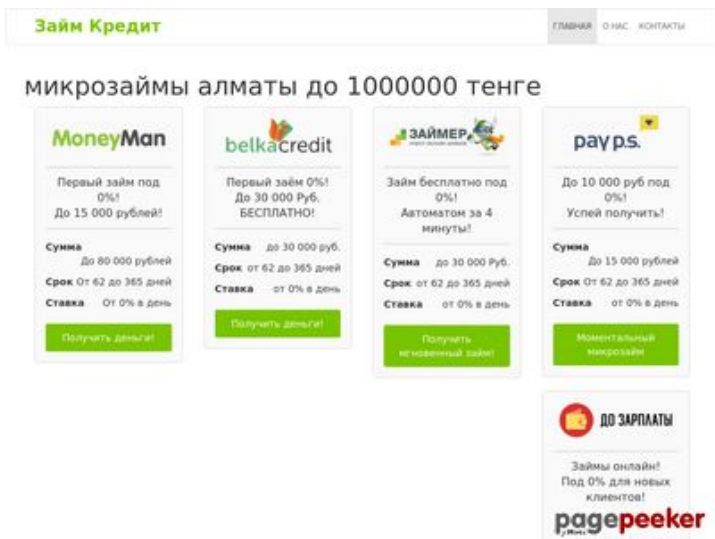 Займ Кредит
ГЛАВНАЯ О НАС КОНТАКТЫ
микрозаймы алматы до 1000000 тенге
MoneyMan
Первый займ под
0%!
До 15 000 рублей!
Сумма
До 80 000 рублей
Срок От 62 до 365 дней
Ставка От 0% в день
Получить деньги!
belkacredit
Первый заём 0%!
До 30 000 Руб.
БЕСПЛАТНО!
Сумма до 30 000 руб.
Срок от 62 до 365 дней
Ставка от 0% в день
Получить деньги!
ЗАЙМЕР
Займ бесплатно под
0%!
Автоматом за 4
минуты!
Сумма до 30 000 Руб.
Срок от 62 до 365 дней
Ставка от 0% в день
Получить
мгновенный займ!
pay p.s.
До 10 000 руб под
0%!
Успей получить!
Сумма
До 15 000 рублей
Срок От 62 до 365 дней
Ставка от 0% в день
Моментальный
микрозайм
ДО ЗАРПЛАТЫ
Займы онлайн!
Под 0% для новых
клиентов!
pagepeeker